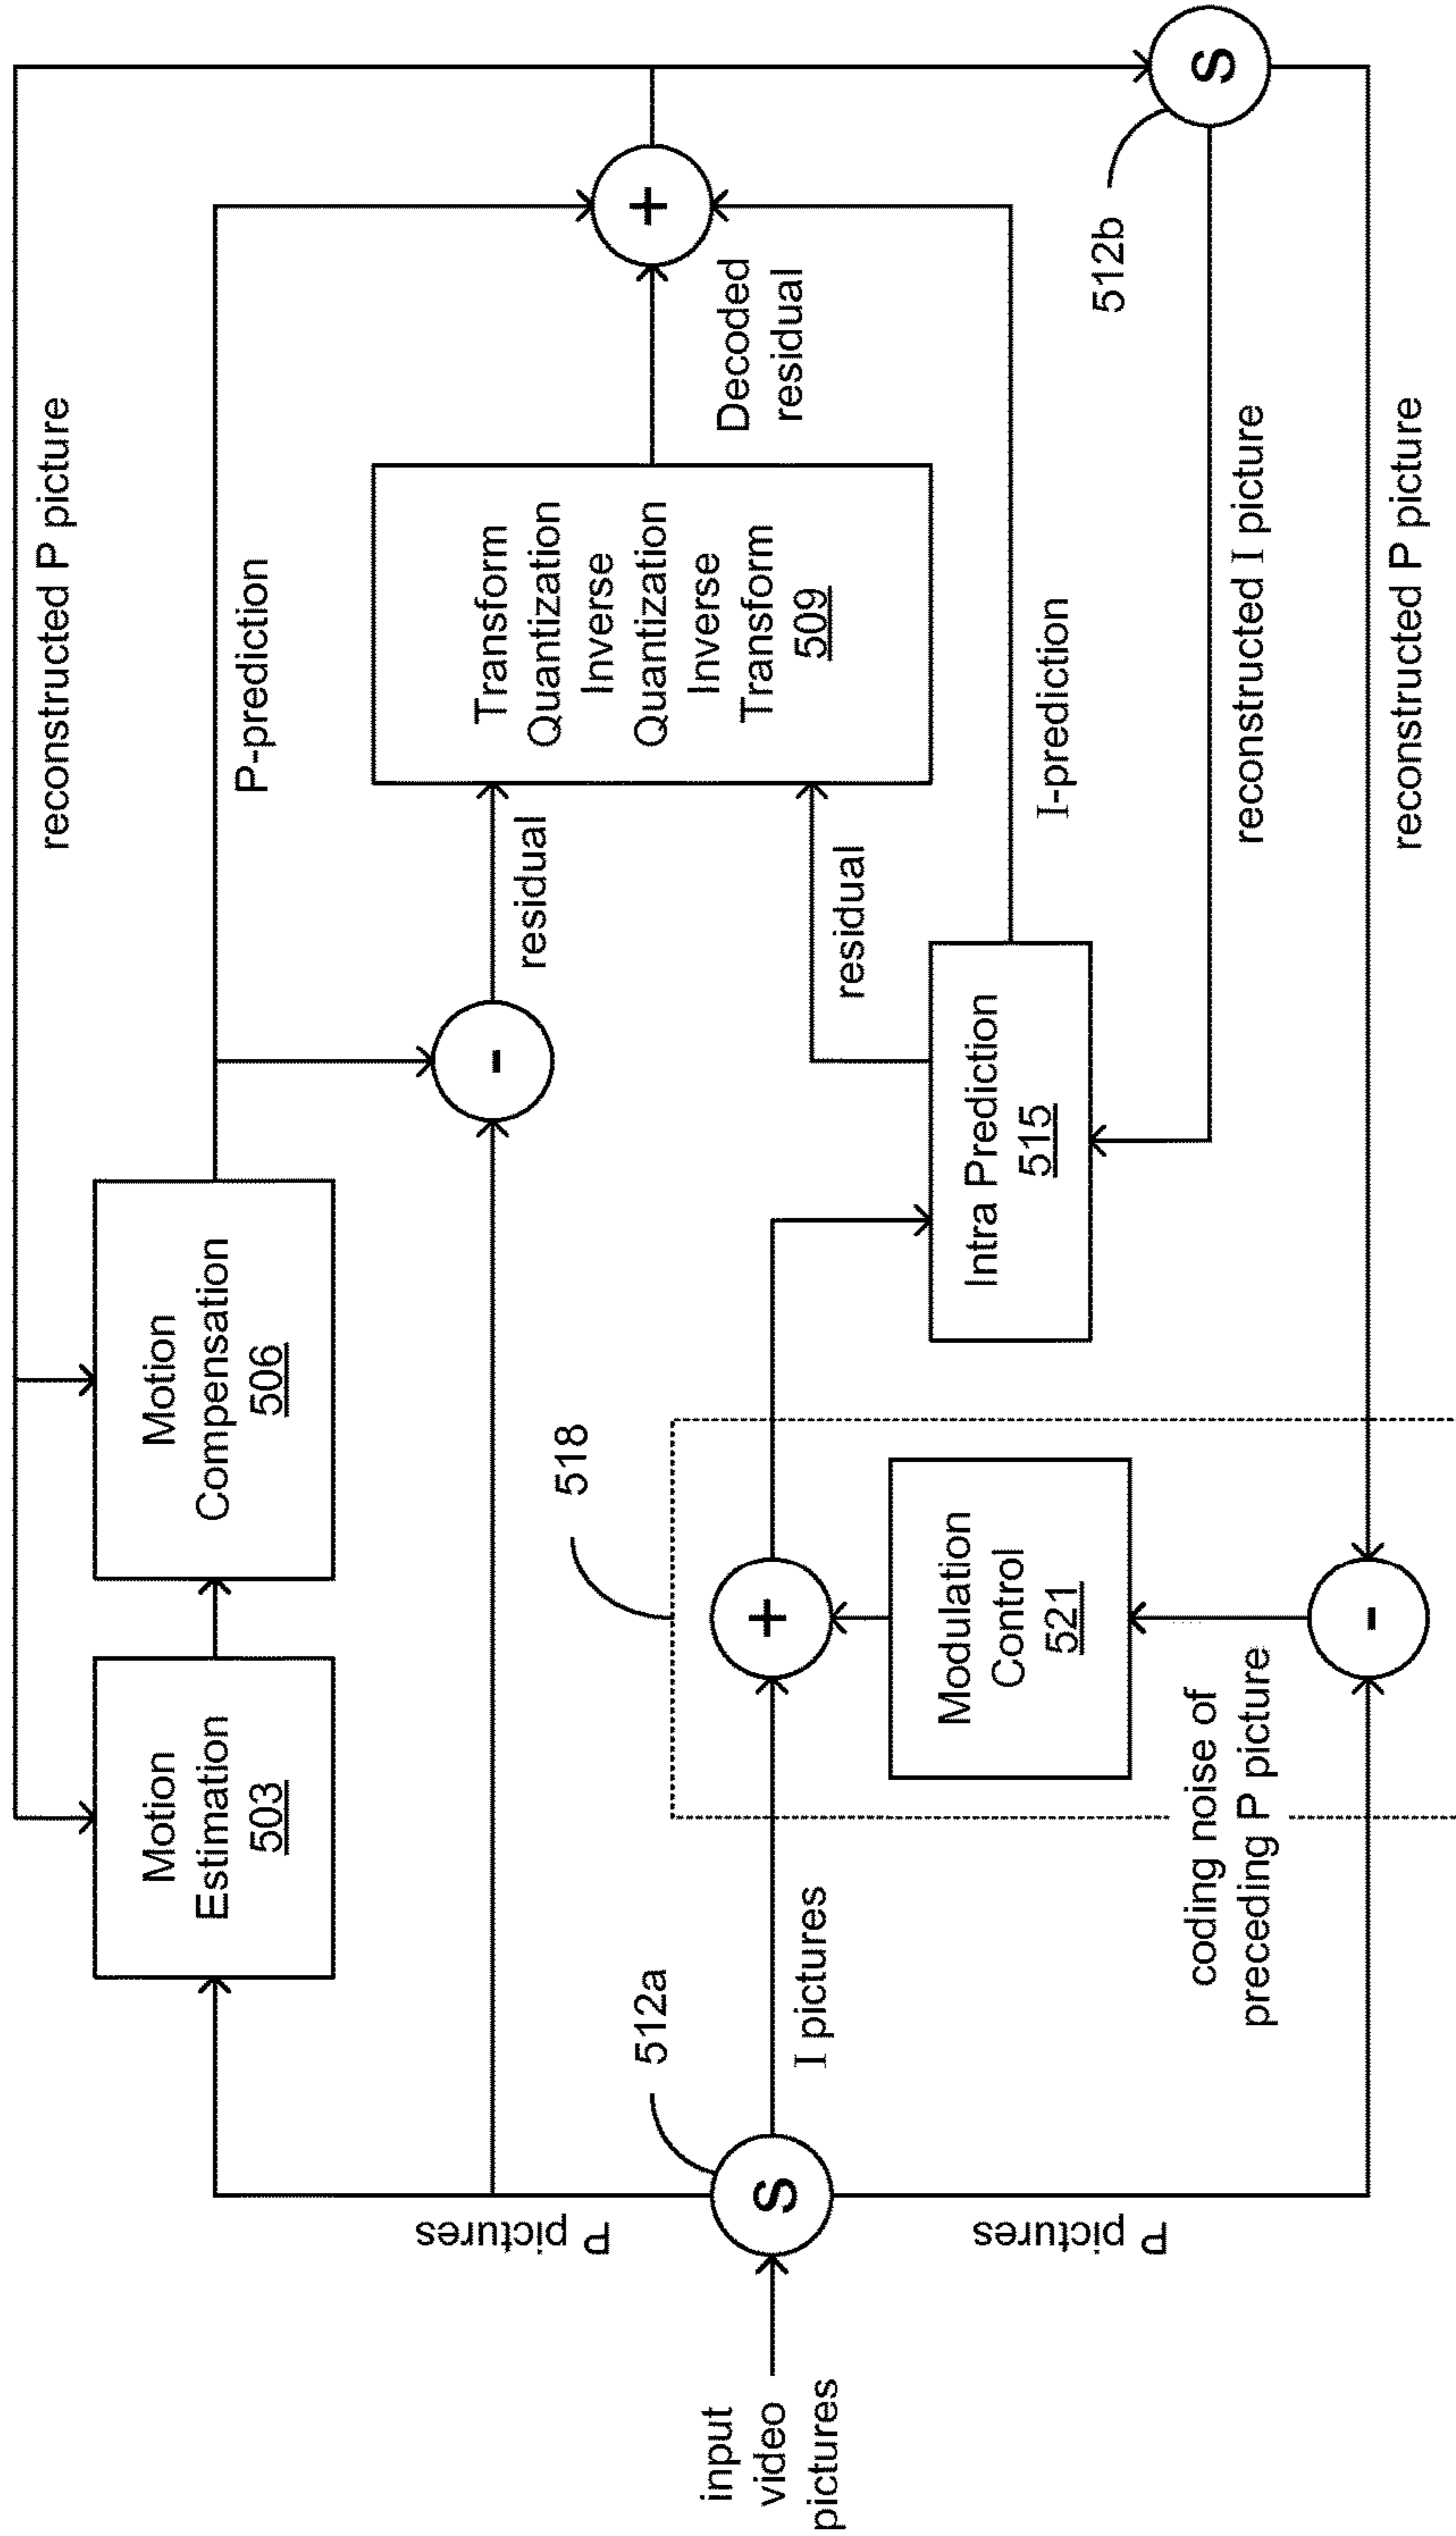 reconstructed P picture
Motion
Estimation
503
Motion
Compensation
506
P-prediction
P pictures
-
residual
Transform
Quantization
Inverse
Quantization
Inverse
Transform
509
Decoded
residual
+
input
video
pictures
S
512a
I pictures
518
+
Modulation
Control
521
residual
Intra Prediction
515
I-prediction
512b
S
reconstructed I picture
P pictures
coding noise of
preceding P picture
-
reconstructed P picture